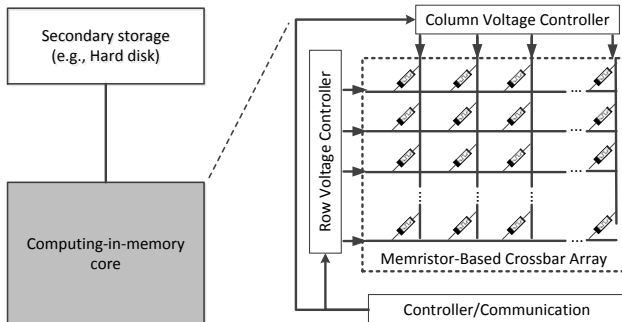 Secondary storage
(e.g., Hard disk)
Computing-in-memory
core
Column Voltage Controller
Row Voltage Controller
...
...
...
...
...
...
...
...
Memristor-Based Crossbar Array
Controller/Communication